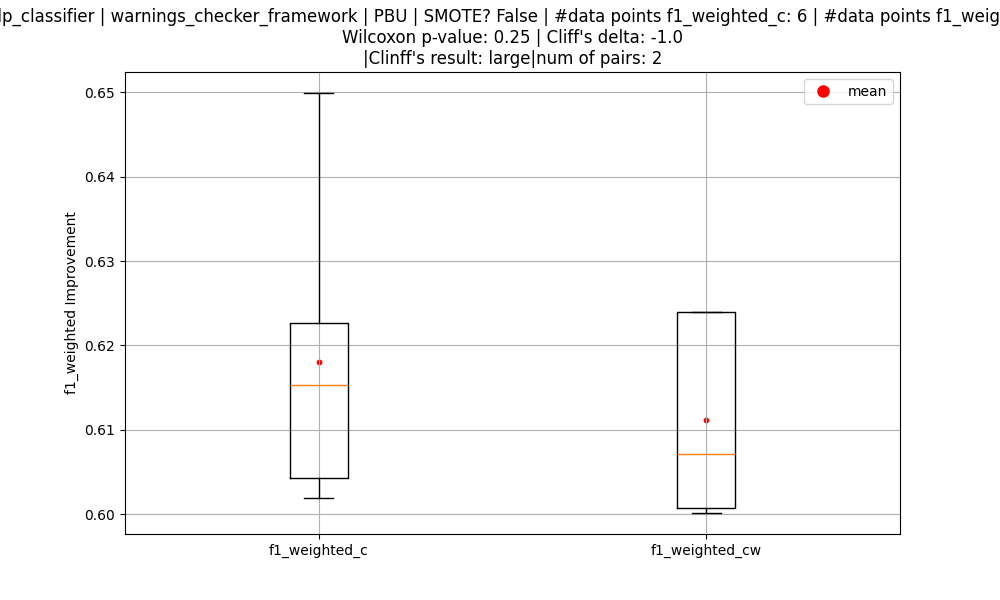 lp_classifier | warnings_checker_framework | PBU | SMOTE? False | #data points f1_weighted_c: 6 | #data points f1_weig
Wilcoxon p-value: 0.25 | Cliff's delta: -1.0
|Clinff's result: large|num of pairs: 2
mean
0.65
0.64
0.63
0.62
0.61
0.60
f1_weighted Improvement
f1_weighted_c
f1_weighted_cw